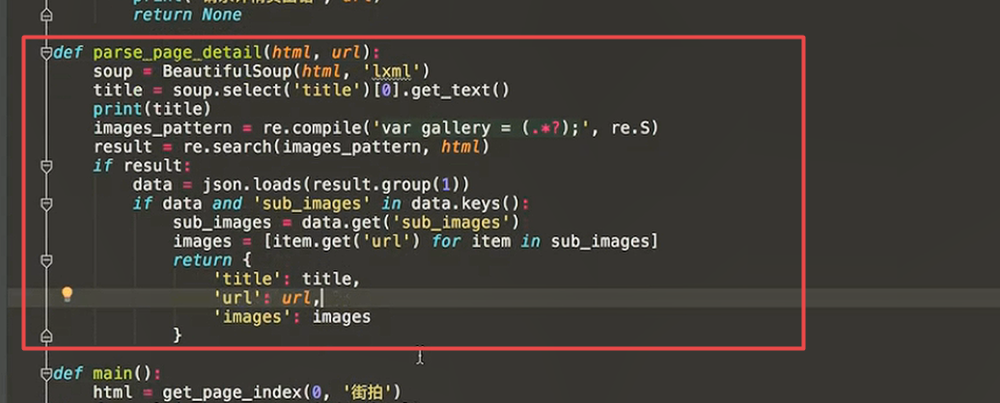 return None
def parse_page_detail(html, url):
soup = BeautifulSoup(html, 'lxml')
title = soup.select('title')[0].get_text()
print(title)
images_pattern = re.compile('var gallery = (.*?);', re.S)
result = re.search(images_pattern, html)
if result:
data = json.loads(result.group(1))
if data and 'sub_images' in data.keys():
sub_images = data.get('sub_images')
images = [item.get('url') for item in sub_images]
return {
'title': title,
'url': url,
'images': images
}
def main():
html = get_page_index(0, '街拍')